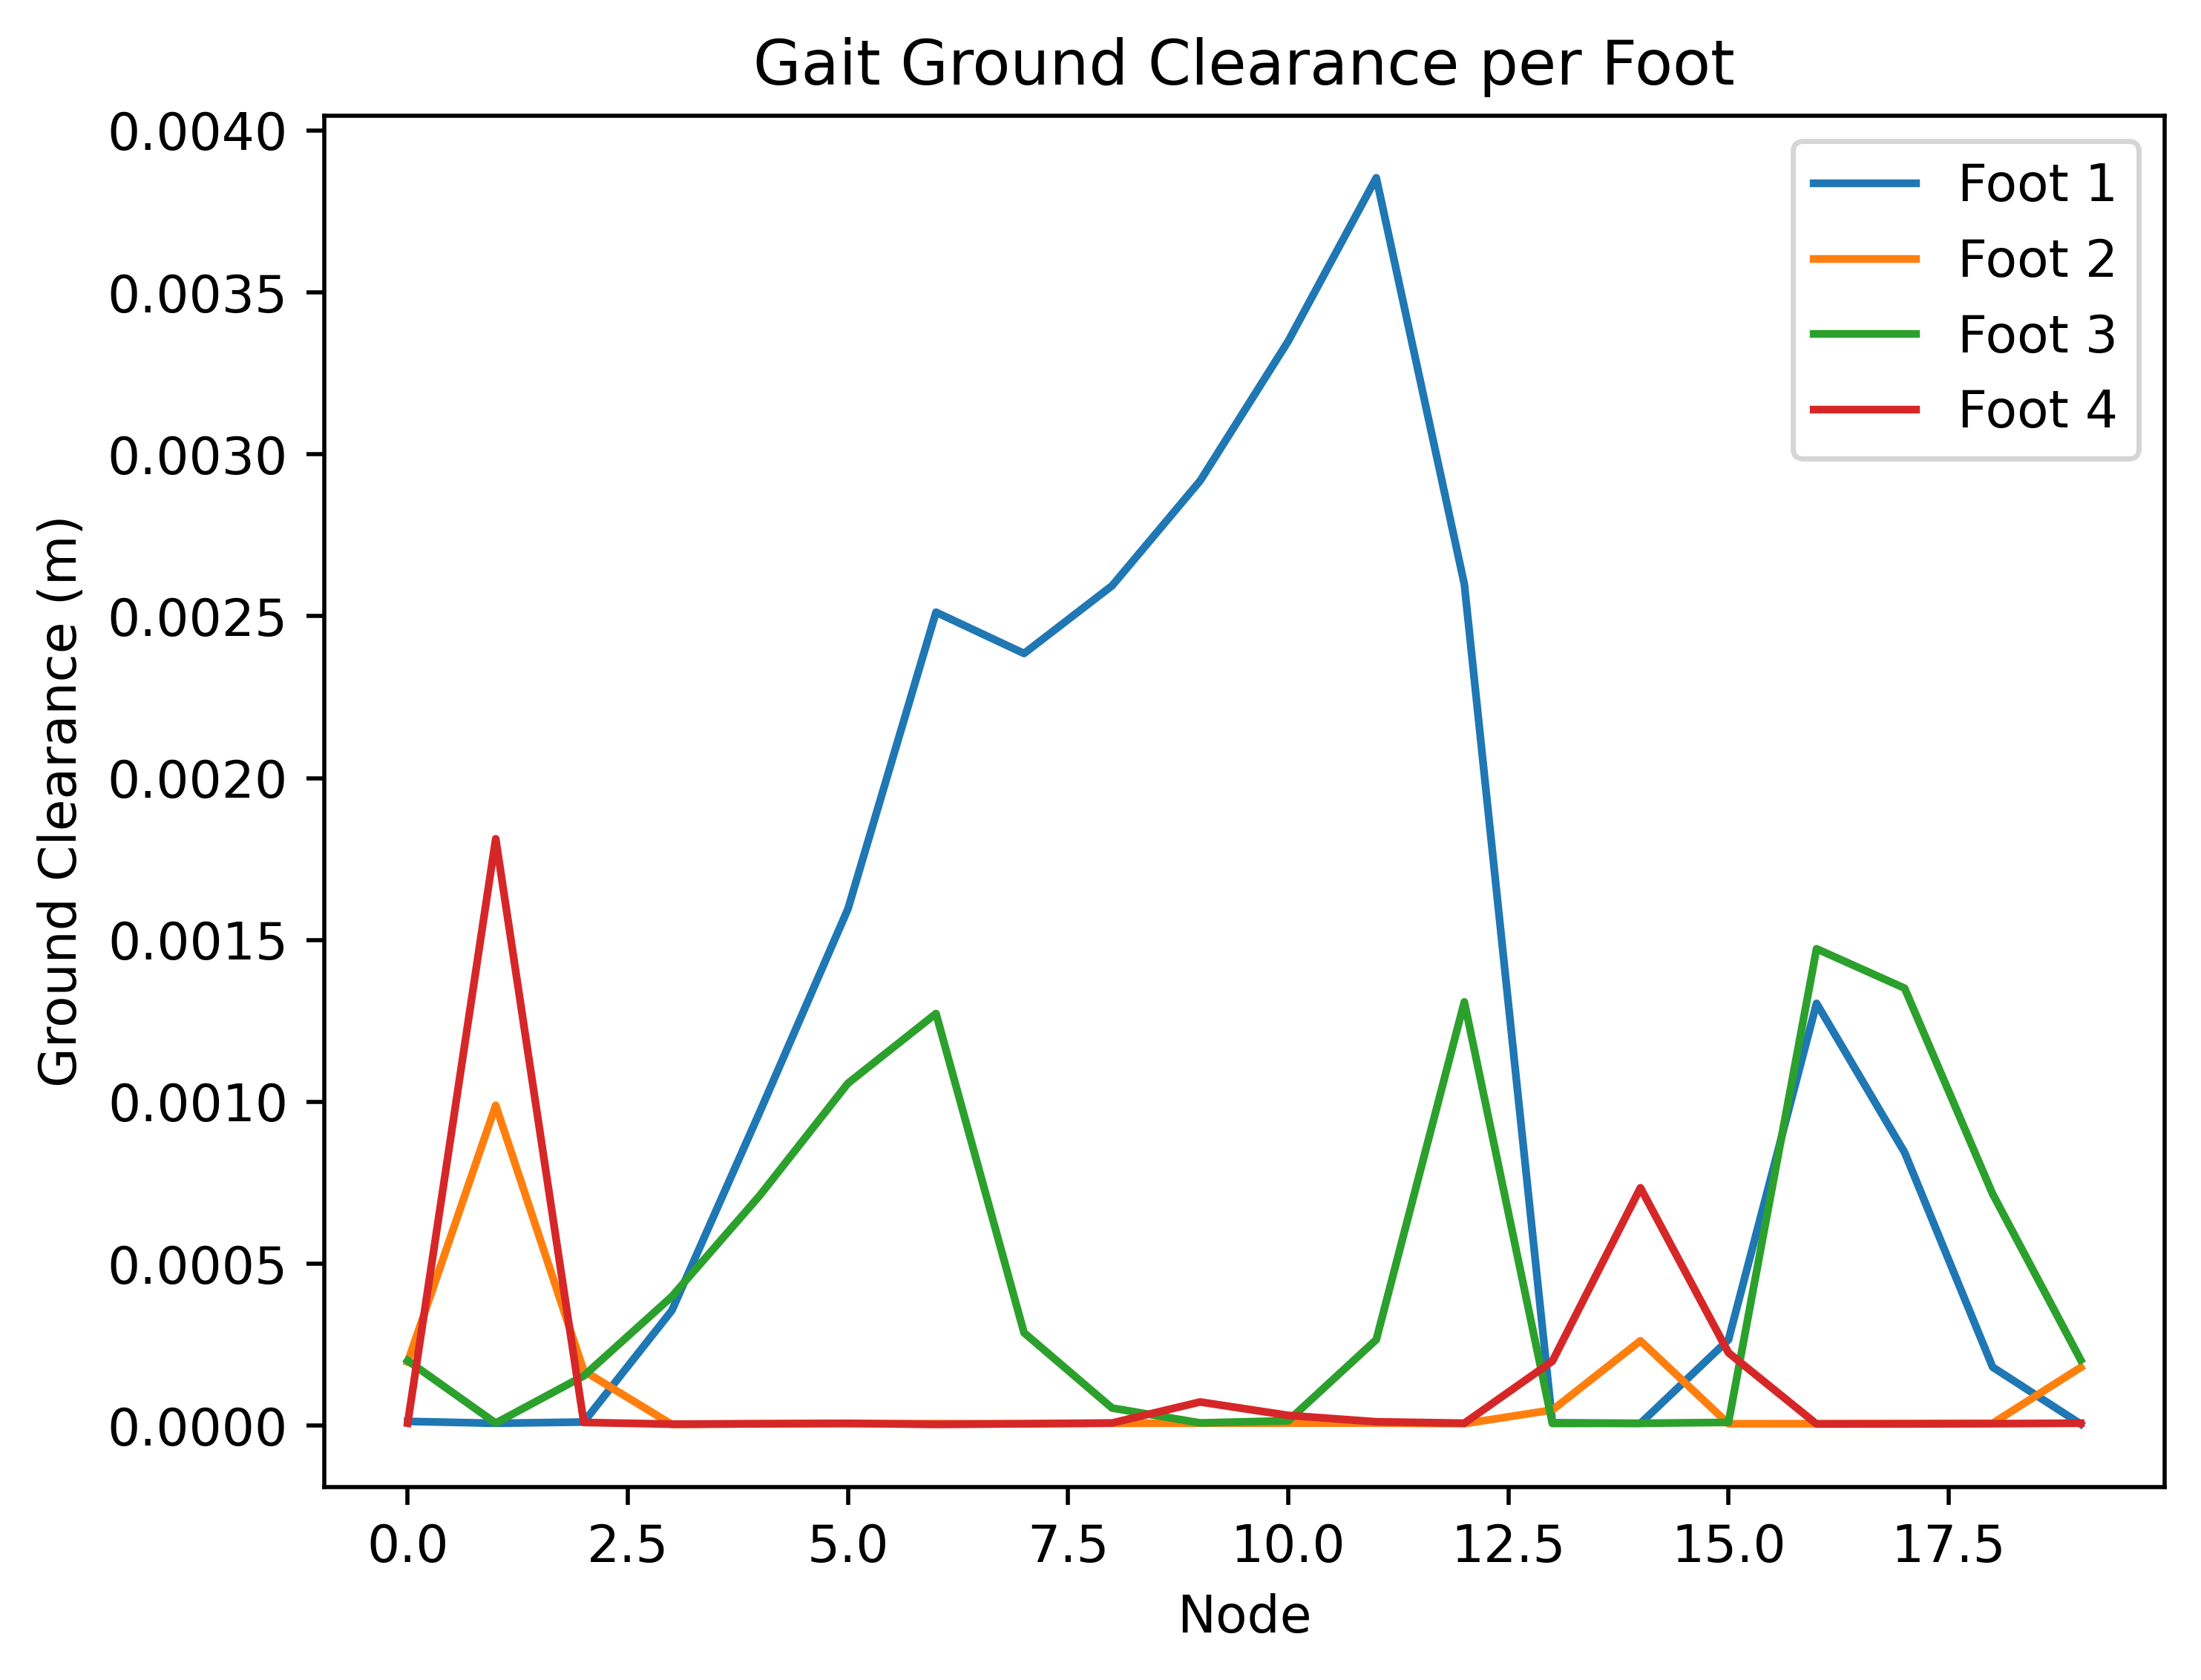 Gait Ground Clearance per Foot
0.0040
0.0035
0.0030
0.0025
0.0020
0.0015
0.0010
0.0005
0.0000
Ground Clearance (m)
Foot 1
Foot 2
Foot 3
Foot 4
0.0 2.5 5.0 7.5 10.0 12.5 15.0 17.5
Node